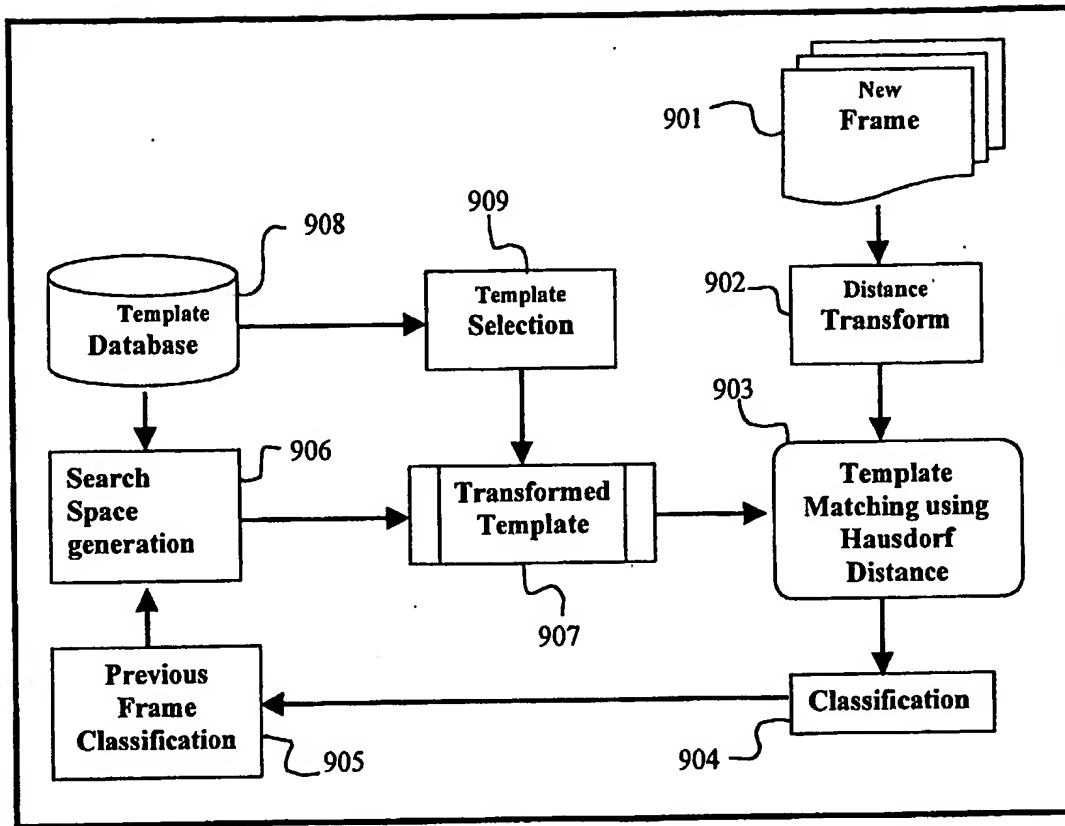 New
Frame
901
909
908
902
Distance
Transform
Template
Database
Template
Selection
903
906
Search
Space
generation
Transformed
Template
Template
Matching using
Hausdorf
Distance
907
Previous
Frame
Classification
905
Classification
904